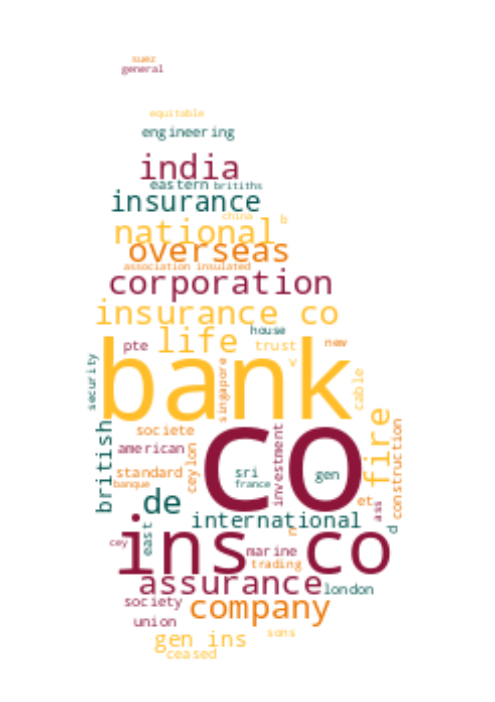 suez
general
equitable
engineering
india
eastern britiths
insurance
china b
national
overseas
association insulated
corporation
insurance co
house
pte life trust new
security
bank
v
singapore
cable
british
societe
american
ceylon
standard
banque
co
investment
fire
construction
sri
france
gen
de
et
ass
d
international
east
cey
ins co
n
marine
trading
assurance
london
society
company
union
gen ins
sons
ceased